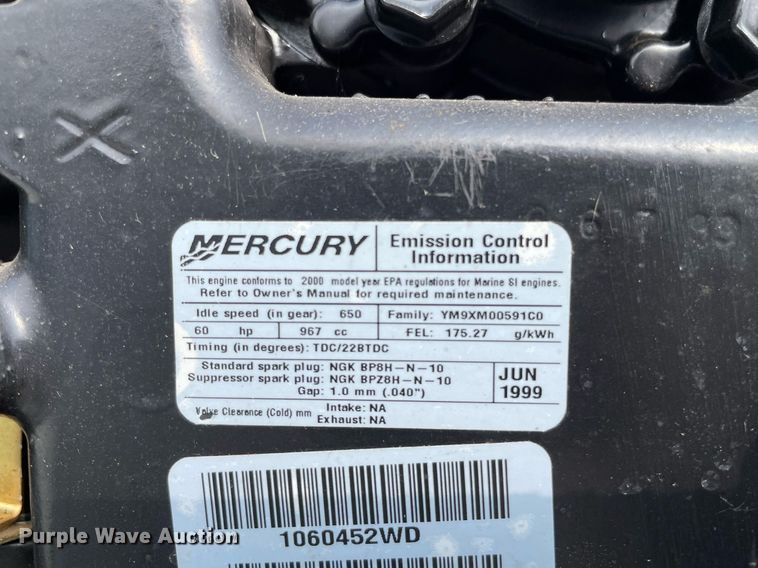 X
MERCURY
Emission Control
Information
This engine conforms to 2000 model year EPA regulations for Marine SI engines.
Refer to Owner's Manual for required maintenance.
Idle speed (in gear): 650 Family: YM9XM00591C0
60 hp 967 cc FEL: 175.27 g/kWh
Timing (in degrees): TDC/22BTDC
Standard spark plug: NGK BP8H-N-10
Suppressor spark plug: NGK BPZ8H-N-10
Gap: 1.0 mm (.040")
JUN
1999
Valve Clearance (Cold) mm Intake: NA
Exhaust: NA
1060452WD
Purple Wave Auction